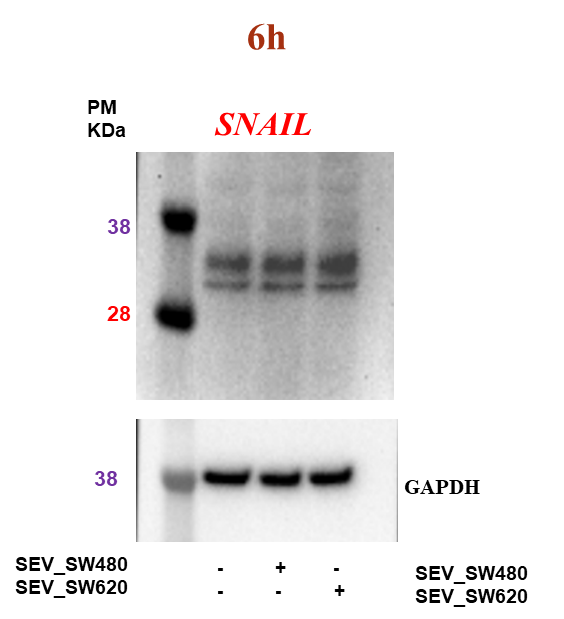 6h
PM
KDa
SNAIL
38
28
38
GAPDH
SEV_SW480 - + - SEV_SW480
SEV_SW620 - - + SEV_SW620